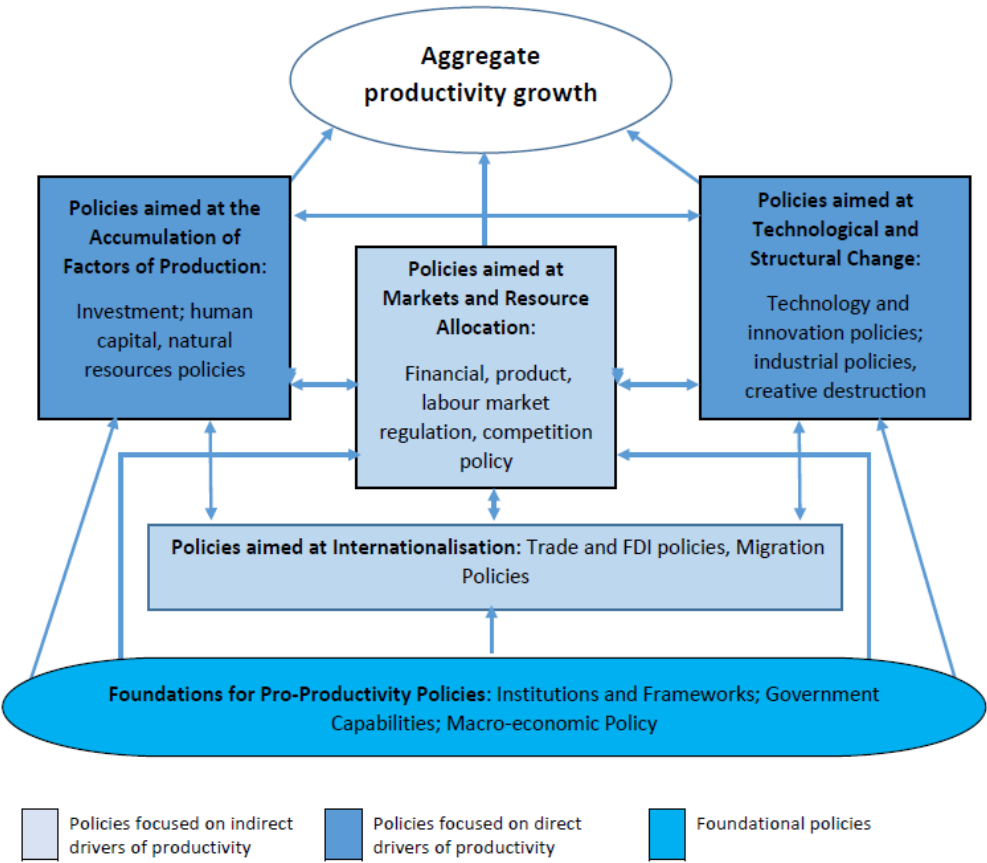 Aggregate
productivity growth
Policies aimed at the
Accumulation of
Factors of Production:
Investment; human
capital, natural
resources policies
Policies aimed at
Markets and Resource
Allocation:
Financial, product,
labour market
regulation, competition
policy
Policies aimed at
Technological and
Structural Change:
Technology and
innovation policies;
industrial policies,
creative destruction
Policies aimed at Internationalisation: Trade and FDI policies, Migration
Policies
Foundations for Pro-Productivity Policies: Institutions and Frameworks; Government
Capabilities; Macro-economic Policy
Policies focused on indirect
drivers of productivity
Policies focused on direct
drivers of productivity
Foundational policies